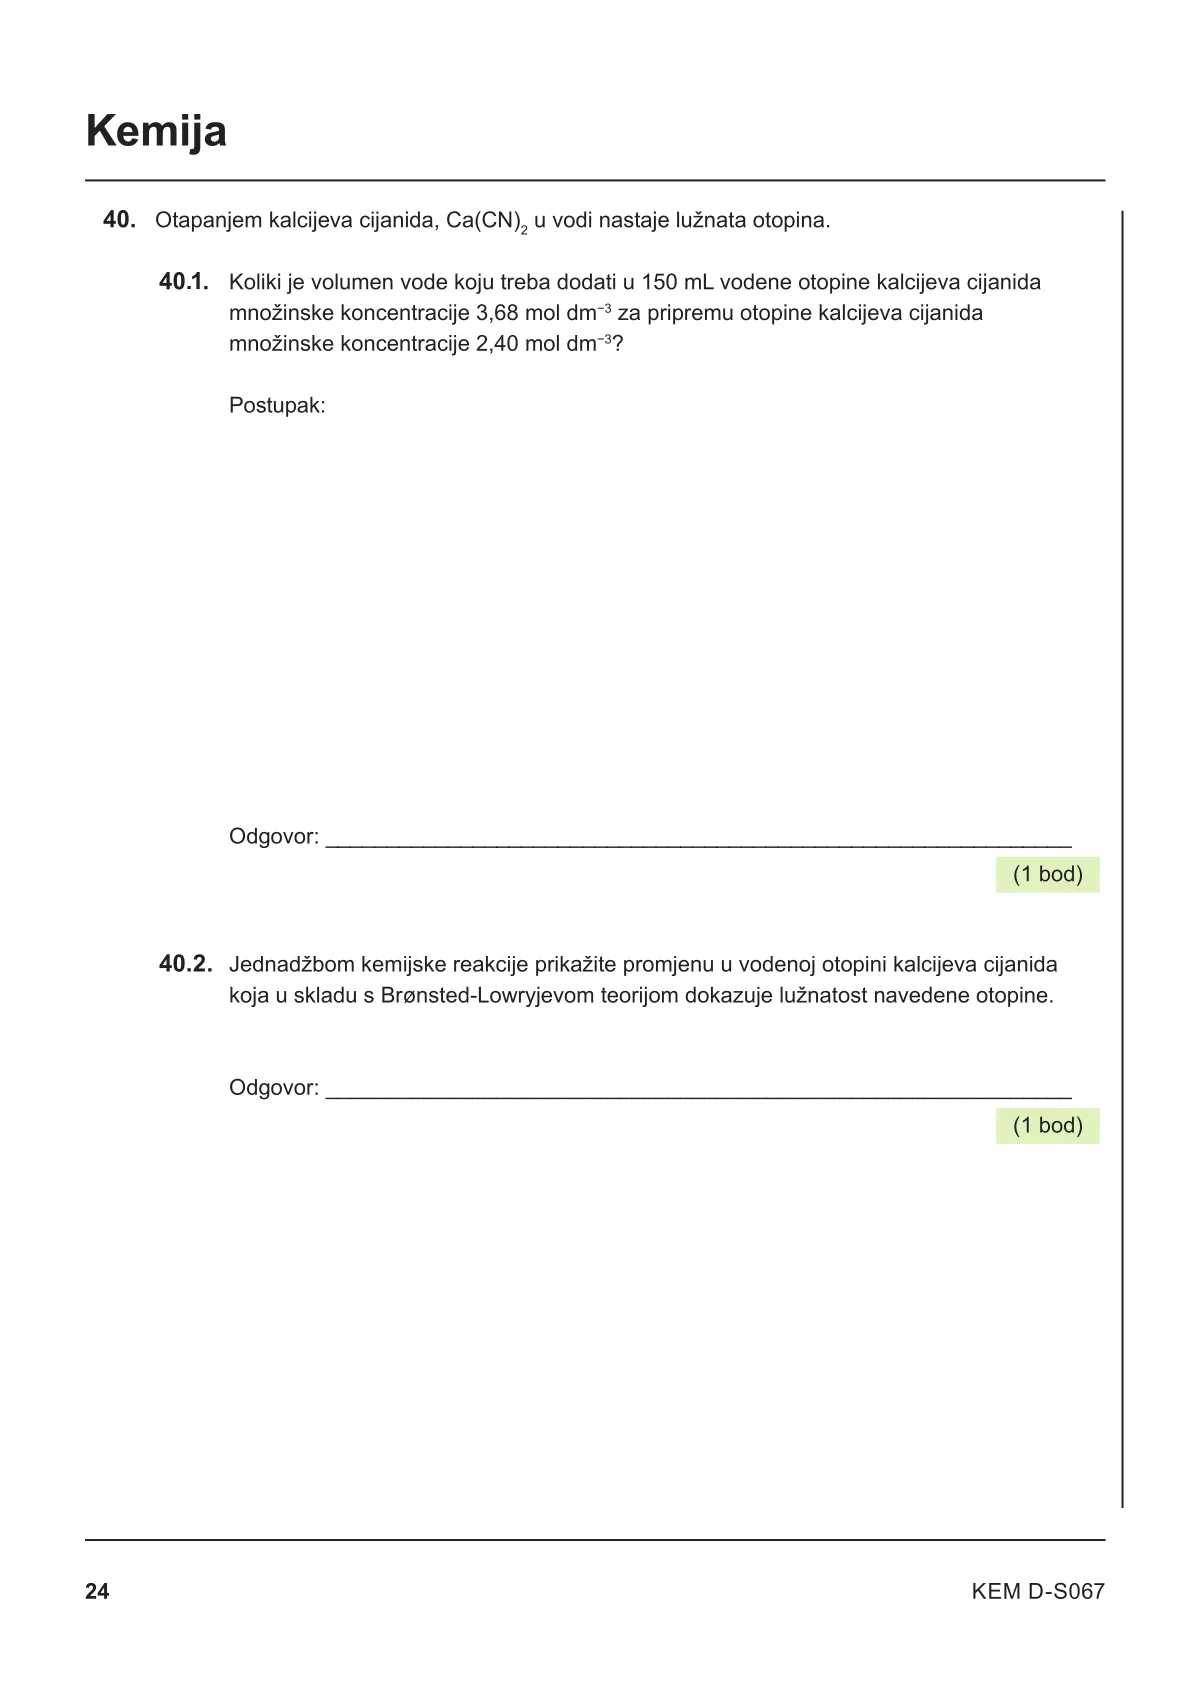 Kemija
40. Otapanjem kalcijeva cijanida, Ca(CN)₂ u vodi nastaje lužnata otopina.
40.1. Koliki je volumen vode koju treba dodati u 150 mL vodene otopine kalcijeva cijanida
množinske koncentracije 3,68 mol dm⁻³ za pripremu otopine kalcijeva cijanida
množinske koncentracije 2,40 mol dm⁻³?
Postupak:
Odgovor: _____________________________________________________________
(1 bod)
40.2. Jednadžbom kemijske reakcije prikažite promjenu u vodenoj otopini kalcijeva cijanida
koja u skladu s Brønsted-Lowryjevom teorijom dokazuje lužnatost navedene otopine.
Odgovor: _____________________________________________________________
(1 bod)
24 KEM D-S067